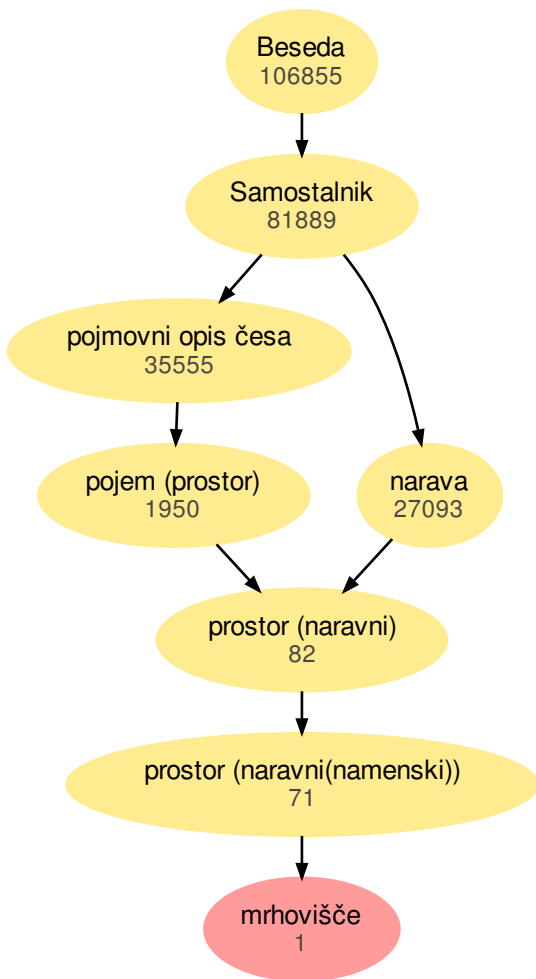 Beseda
106855
Samostalnik
81889
pojmovni opis česa
35555
pojem (prostor)
1950
narava
27093
prostor (naravni)
82
prostor (naravni(namenski))
71
mrhovišče
1